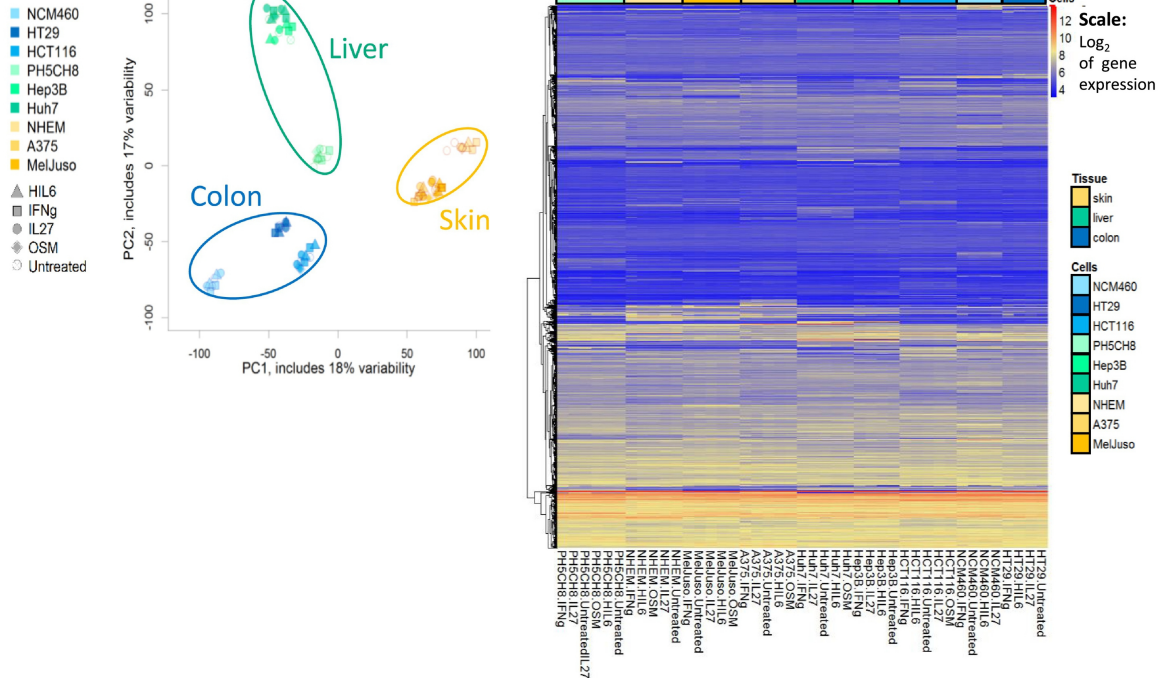 NCM460
HT29
HCT116
PH5CH8
Hep3B
Huh7
NHEM
A375
MelJuso
HIL6
IFNg
IL27
OSM
Untreated
PC2, includes 17% variability
100
50
0
-50
-100
Liver
Colon
Skin
-100
-50
0
50
100
PC1, includes 18% variability
Cells
12
10
8
6
4
Scale:
Log2
of gene
expression
Tissue
skin
liver
colon
Cells
NCM460
HT29
HCT116
PH5CH8
Hep3B
Huh7
NHEM
A375
MelJuso
PH5CH8.IFNg
PH5CH8.IL27
PH5CH8.UntreatedIL27
PH5CH8.OSM
PH5CH8.HIL6
PH5CH8.Untreated
NHEM.IFNg
NHEM.HIL6
NHEM.OSM
NHEM.IL27
NHEM.Untreated
MelJuso.IFNg
MelJuso.Untreated
MelJuso.IL27
MelJuso.HIL6
MelJuso.OSM
A375.IFNg
A375.IL27
A375.Untreated
A375.HIL6
A375.OSM
Huh7.IFNg
Huh7.IL27
Huh7.Untreated
Huh7.HIL6
Huh7.OSM
Hep3B.IFNg
Hep3B.IL27
Hep3B.HIL6
Hep3B.Untreated
HCT116.IFNg
HCT116.HIL6
HCT116.Untreated
HCT116.IL27
HCT116.OSM
NCM460.IFNg
NCM460.Untreated
NCM460.HIL6
NCM460.IL27
HT29.IFNg
HT29.HIL6
HT29.IL27
HT29.Untreated